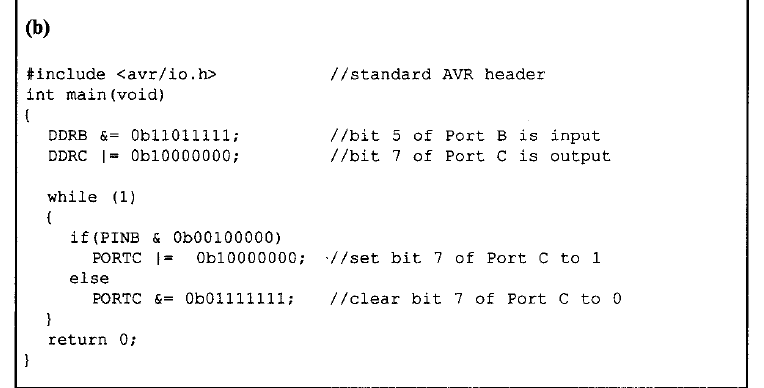 (b)
#include <avr/io.h> //standard AVR header
int main(void)
{
DDRB &= 0b11011111; //bit 5 of Port B is input
DDRC |= 0b10000000; //bit 7 of Port C is output
while (1)
{
if(PINB & 0b00100000)
PORTC |= 0b10000000; //set bit 7 of Port C to 1
else
PORTC &= 0b01111111; //clear bit 7 of Port C to 0
}
return 0;
}